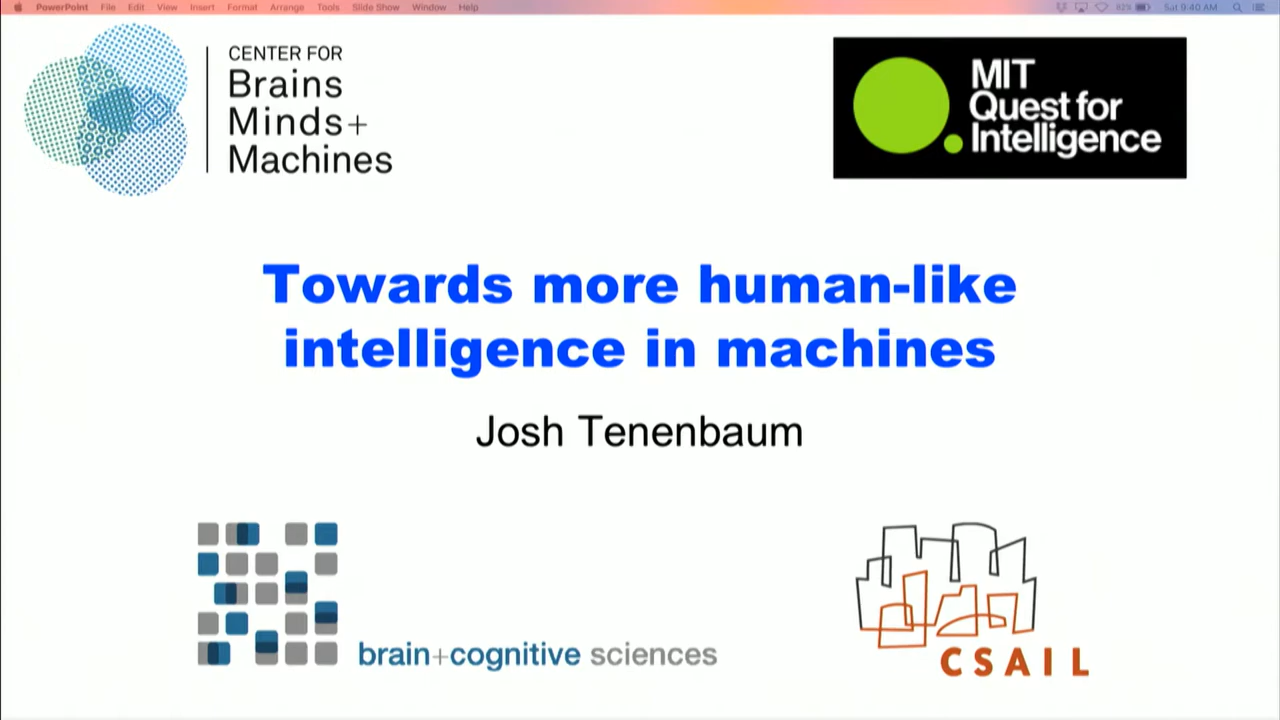 PowerPoint File Edit View Insert Format Arrange Tools Slide Show Window Help 82% Sat 9:40 AM
CENTER FOR
Brains
Minds+
Machines
MIT
Quest for
Intelligence
Towards more human-like
intelligence in machines
Josh Tenenbaum
brain+cognitive sciences
CSAIL